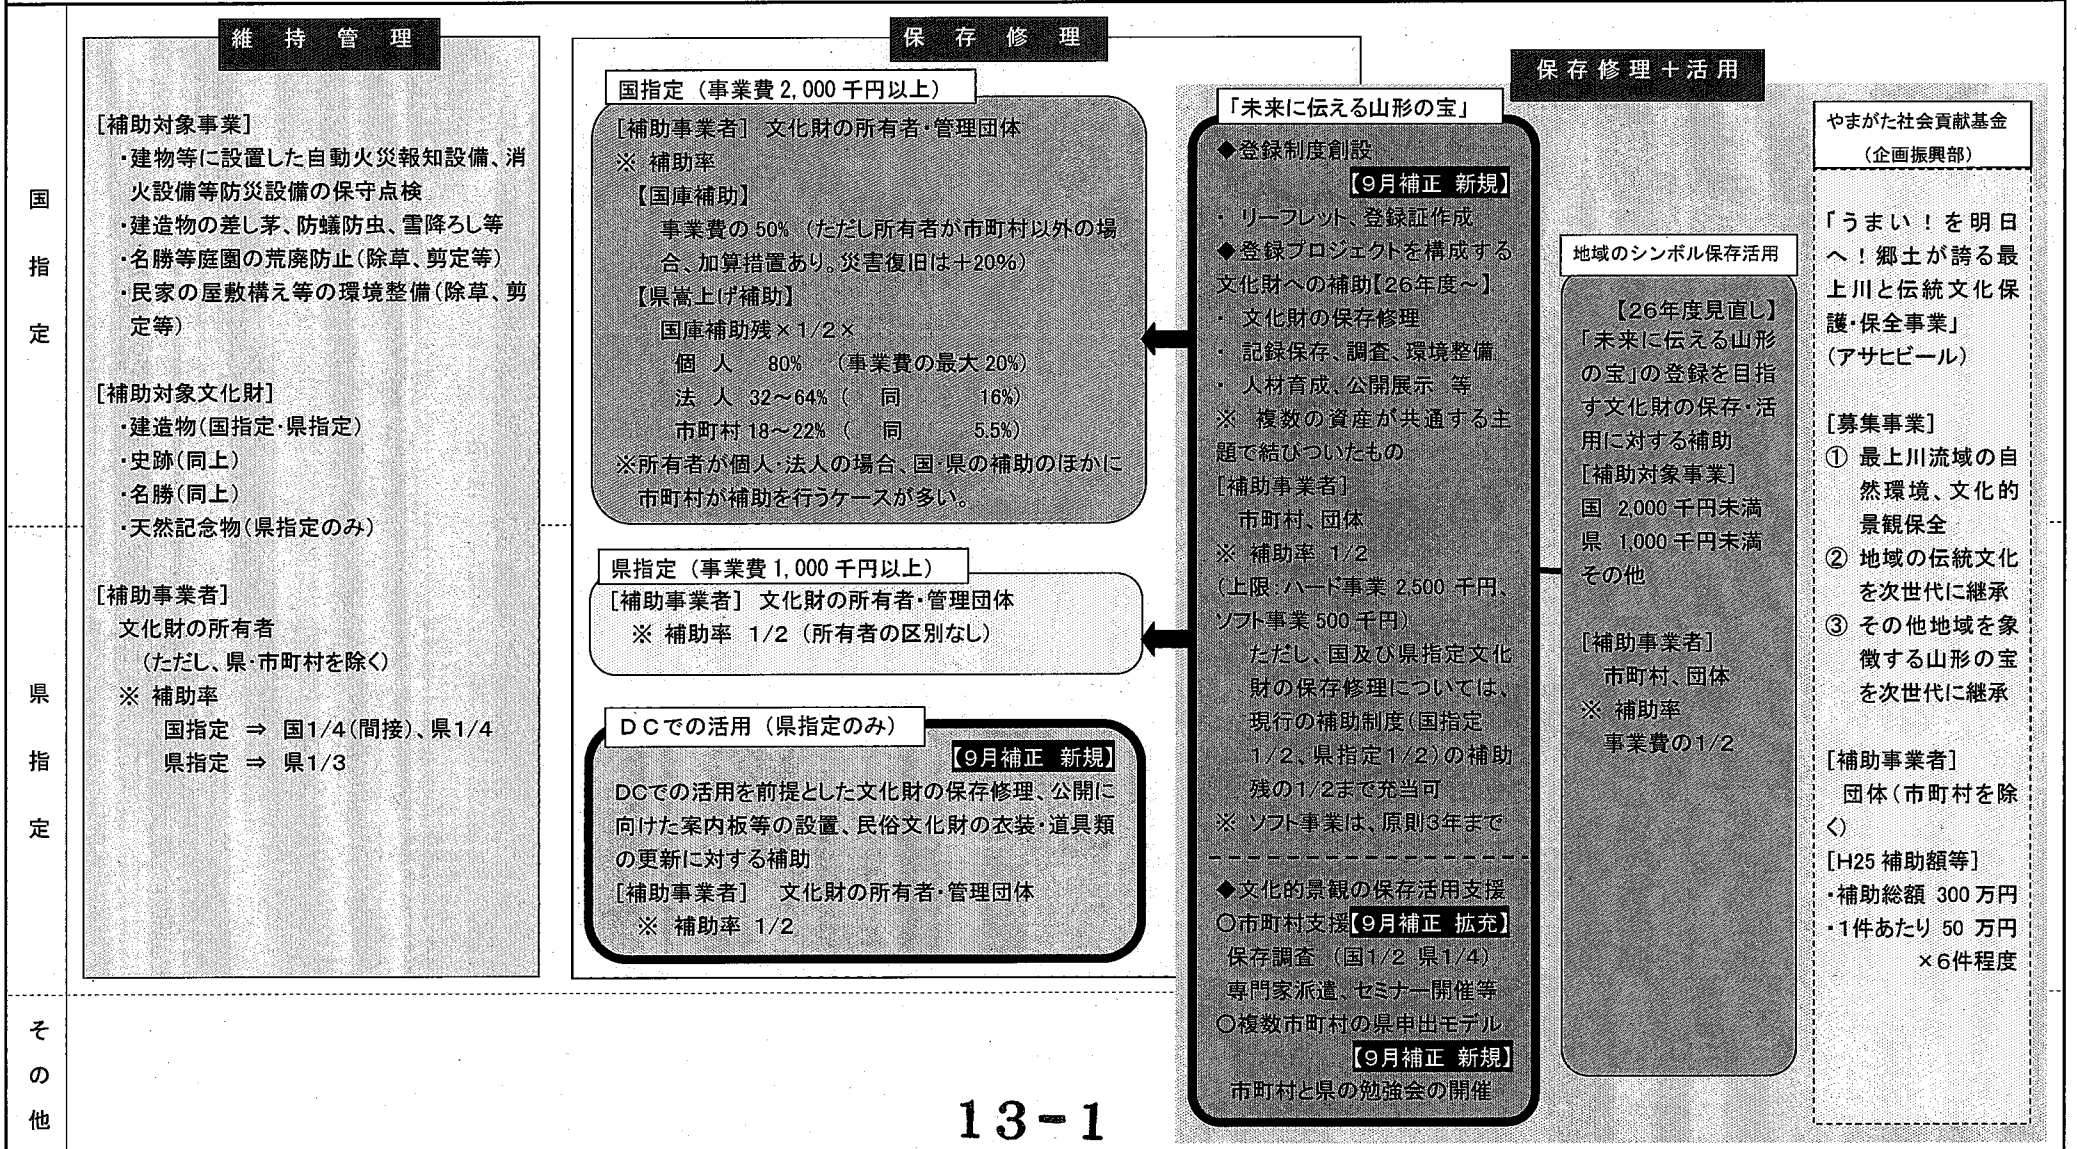 国指定
県指定
その他
維持管理
[補助対象事業]
・建物等に設置した自動火災報知設備、消
火設備等防災設備の保守点検
・建造物の差し茅、防蟻防虫、雪降ろし等
・名勝等庭園の荒廃防止(除草、剪定等)
・民家の屋敷構え等の環境整備(除草、剪
定等)
[補助対象文化財]
・建造物(国指定・県指定)
・史跡(同上)
・名勝(同上)
・天然記念物(県指定のみ)
[補助事業者]
文化財の所有者
(ただし、県・市町村を除く)
※ 補助率
国指定 ⇒ 国1/4(間接)、県1/4
県指定 ⇒ 県1/3
保存修理
国指定(事業費2,000千円以上)
[補助事業者] 文化財の所有者・管理団体
※ 補助率
【国庫補助】
事業費の50%(ただし所有者が市町村以外の場
合、加算措置あり。災害復旧は+20%)
【県嵩上げ補助】
国庫補助残×1/2×
個人 80% (事業費の最大20%)
法人 32～64%( 同 16%)
市町村18～22%( 同 5.5%)
※所有者が個人・法人の場合、国・県の補助のほかに
市町村が補助を行うケースが多い。
県指定(事業費1,000千円以上)
[補助事業者] 文化財の所有者・管理団体
※ 補助率 1/2(所有者の区別なし)
DCでの活用(県指定のみ)
【9月補正 新規】
DCでの活用を前提とした文化財の保存修理、公開に
向けた案内板等の設置、民俗文化財の衣装・道具類
の更新に対する補助
[補助事業者] 文化財の所有者・管理団体
※ 補助率 1/2
保存修理+活用
「未来に伝える山形の宝」
◆登録制度創設
【9月補正 新規】
・ リーフレット、登録証作成
◆登録プロジェクトを構成する
文化財への補助【26年度～】
・ 文化財の保存修理
・ 記録保存、調査、環境整備
・ 人材育成、公開展示 等
※ 複数の資産が共通する主
題で結びついたもの
[補助事業者]
市町村、団体
※ 補助率 1/2
(上限:ハード事業 2,500 千円、
ソフト事業 500 千円)
ただし、国及び県指定文化
財の保存修理については、
現行の補助制度(国指定
1/2、県指定1/2)の補助
残の1/2まで充当可
※ ソフト事業は、原則3年まで
◆文化的景観の保存活用支援
○市町村支援【9月補正 拡充】
保存調査 (国1/2 県1/4)
専門家派遣、セミナー開催等
○複数市町村の県申出モデル
【9月補正 新規】
市町村と県の勉強会の開催
地域のシンボル保存活用
【26年度見直し】
「未来に伝える山形
の宝」の登録を目指
す文化財の保存・活
用に対する補助
[補助対象事業]
国 2,000 千円未満
県 1,000 千円未満
その他
[補助事業者]
市町村、団体
※ 補助率
事業費の1/2
やまがた社会貢献基金
(企画振興部)
「うまい!を明日
へ!郷土が誇る最
上川と伝統文化保
護・保全事業」
(アサヒビール)
[募集事業]
① 最上川流域の自
然環境、文化的
景観保全
② 地域の伝統文化
を次世代に継承
③ その他地域を象
徴する山形の宝
を次世代に継承
[補助事業者]
団体(市町村を除
く)
[H25 補助額等]
・補助総額 300万円
・1件あたり 50 万円
×6件程度
13-1